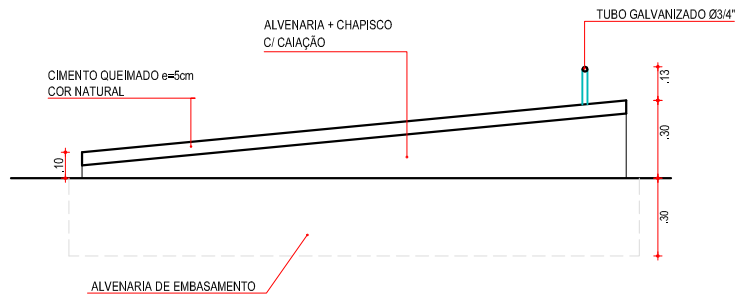 TUBO GALVANIZADO Ø3/4"
ALVENARIA + CHAPISCO
C/ CAIAÇÃO
CIMENTO QUEIMADO e=5cm
COR NATURAL
.13
.30
.10
.30
ALVENARIA DE EMBASAMENTO